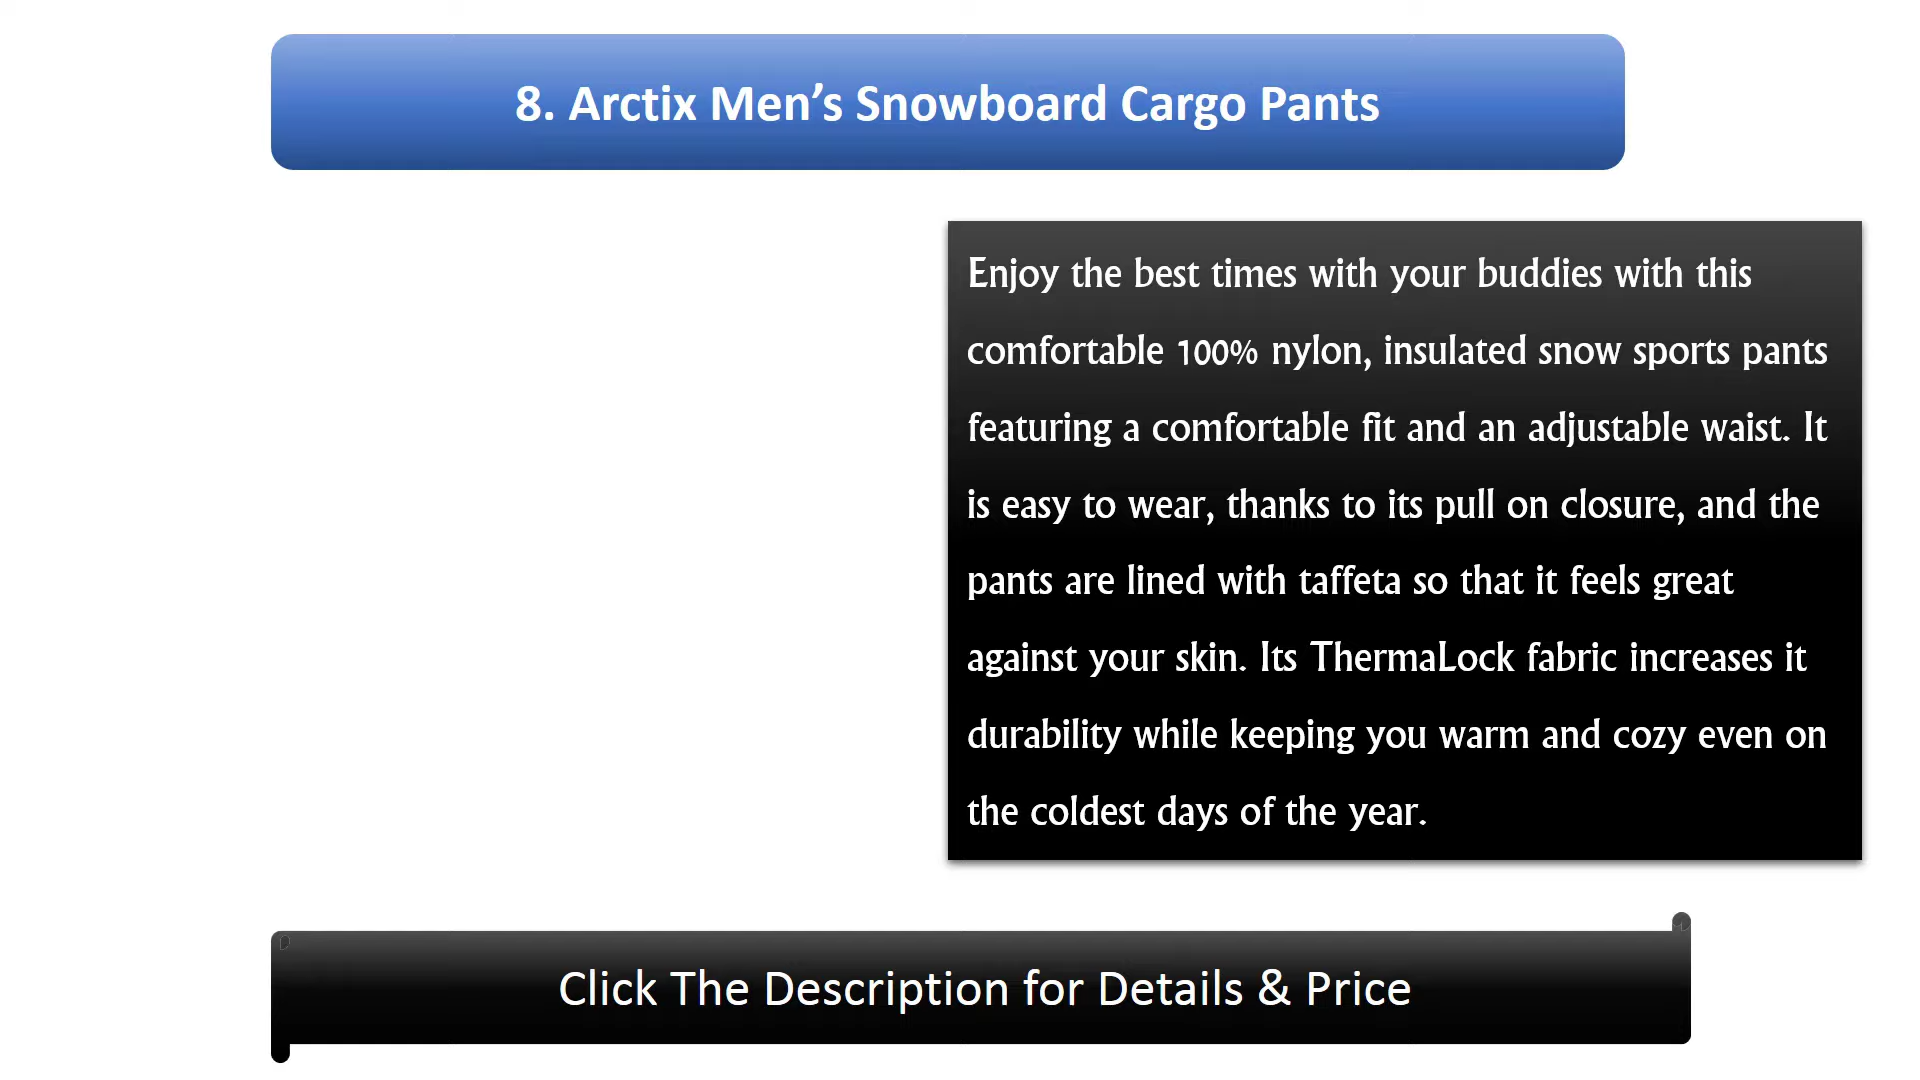 8. Arctix Men’s Snowboard Cargo Pants
Enjoy the best times with your buddies with this
comfortable 100% nylon, insulated snow sports pants
featuring a comfortable fit and an adjustable waist. It
is easy to wear, thanks to its pull on closure, and the
pants are lined with taffeta so that it feels great
against your skin. Its ThermaLock fabric increases it
durability while keeping you warm and cozy even on
the coldest days of the year.
Click The Description for Details & Price